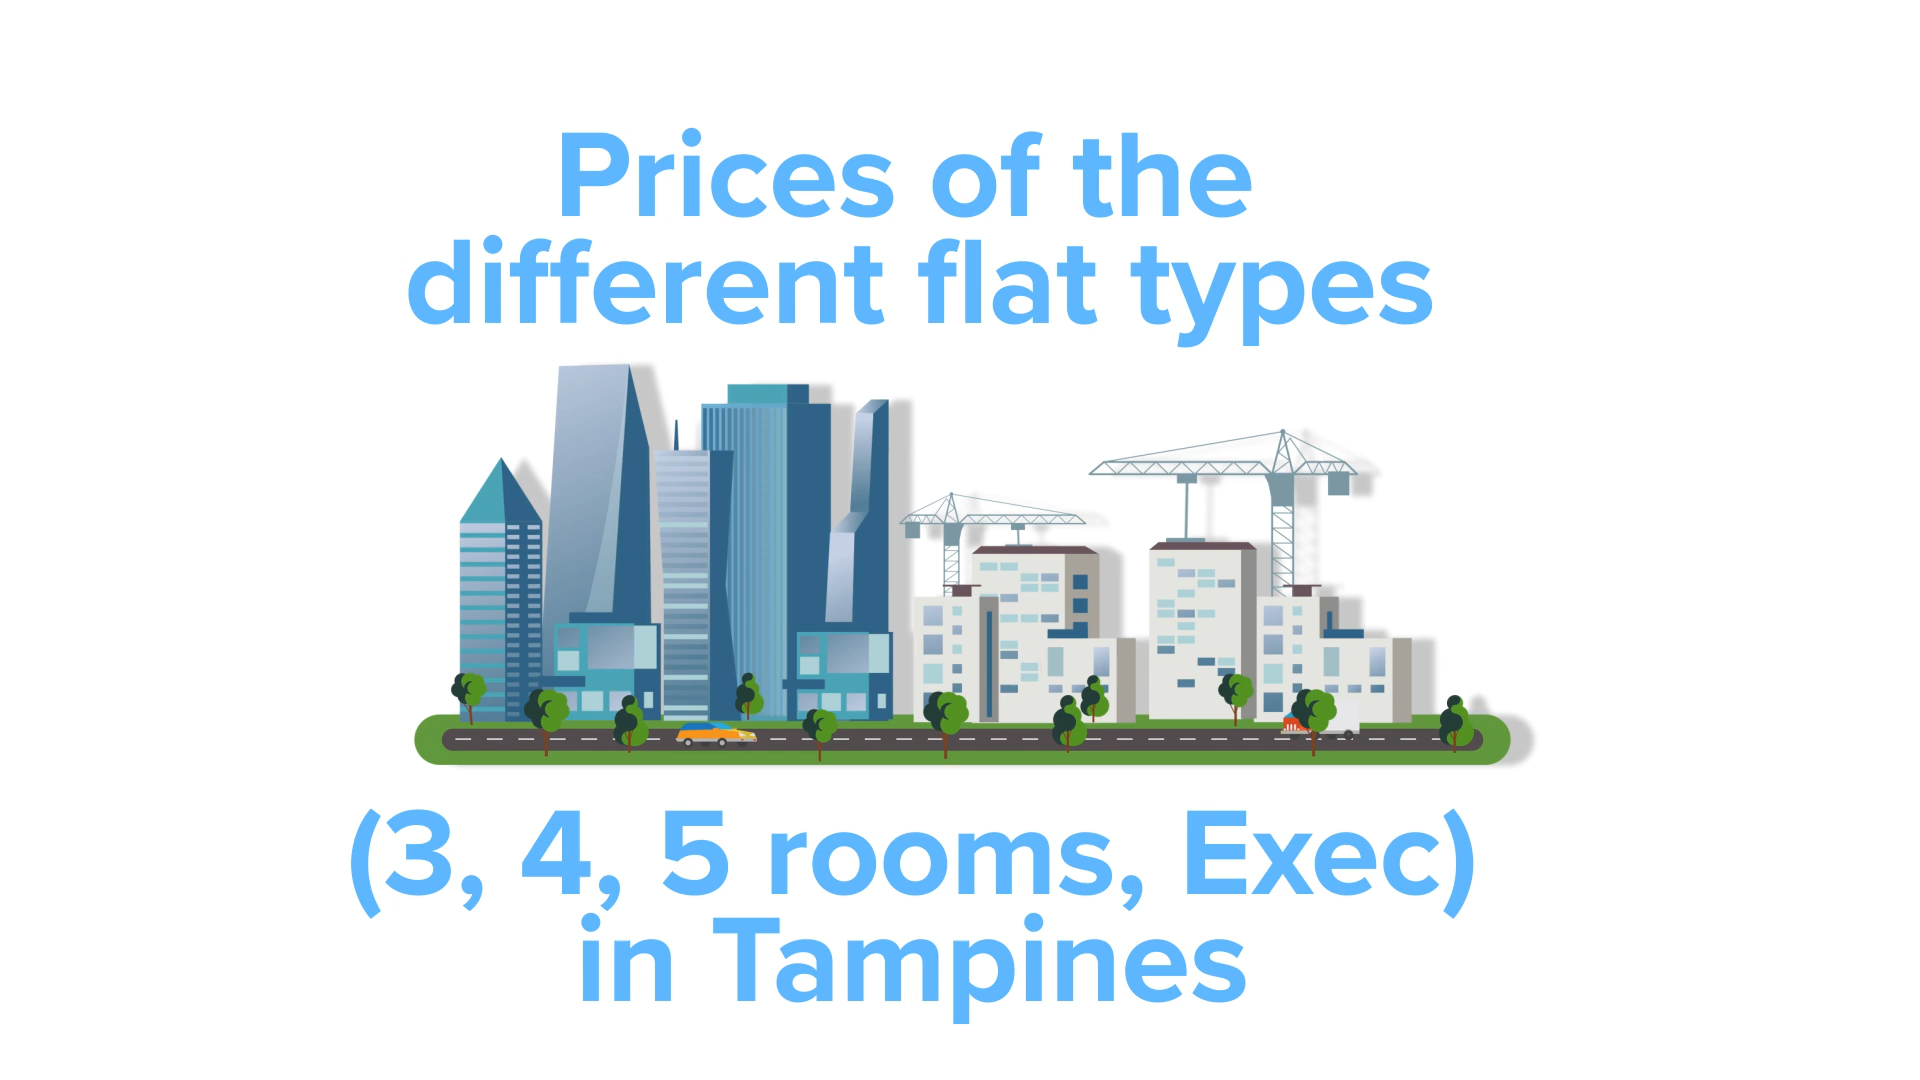 Prices of the
different flat types
(3, 4, 5 rooms, Exec)
in Tampines